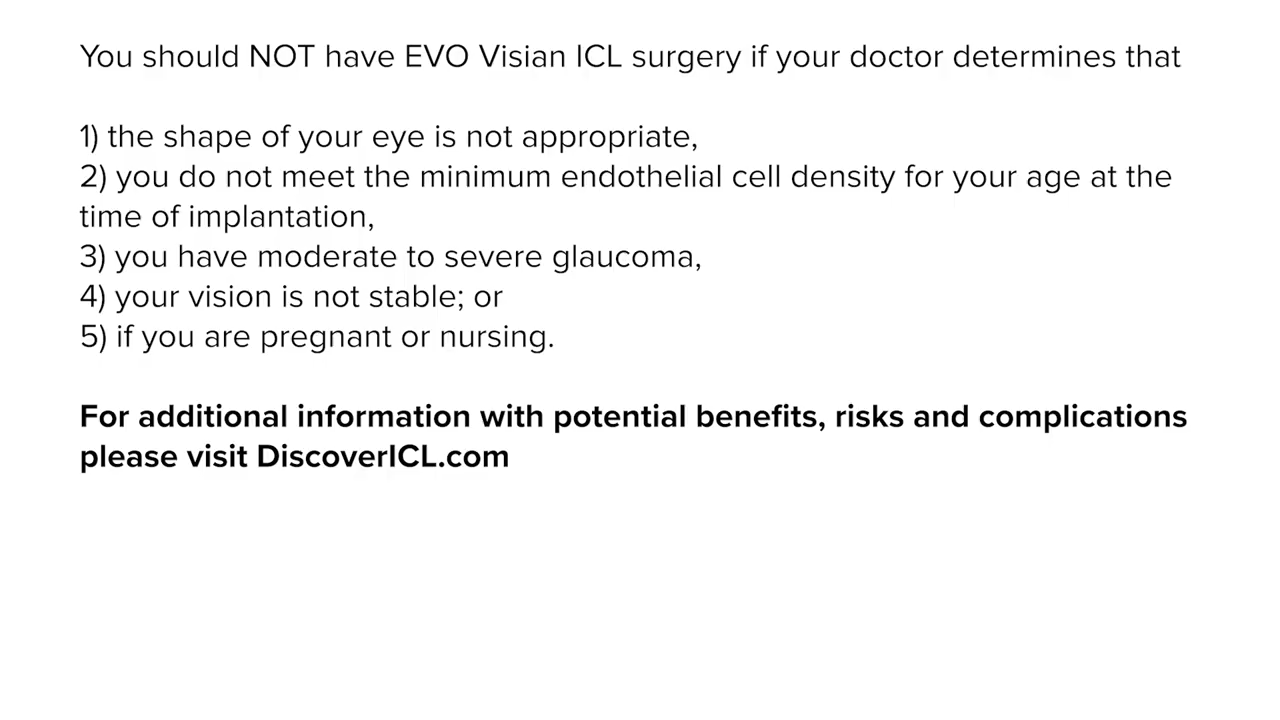 You should NOT have EVO Visian ICL surgery if your doctor determines that
1) the shape of your eye is not appropriate,
2) you do not meet the minimum endothelial cell density for your age at the
time of implantation,
3) you have moderate to severe glaucoma,
4) your vision is not stable; or
5) if you are pregnant or nursing.
For additional information with potential benefits, risks and complications
please visit DiscoverICL.com